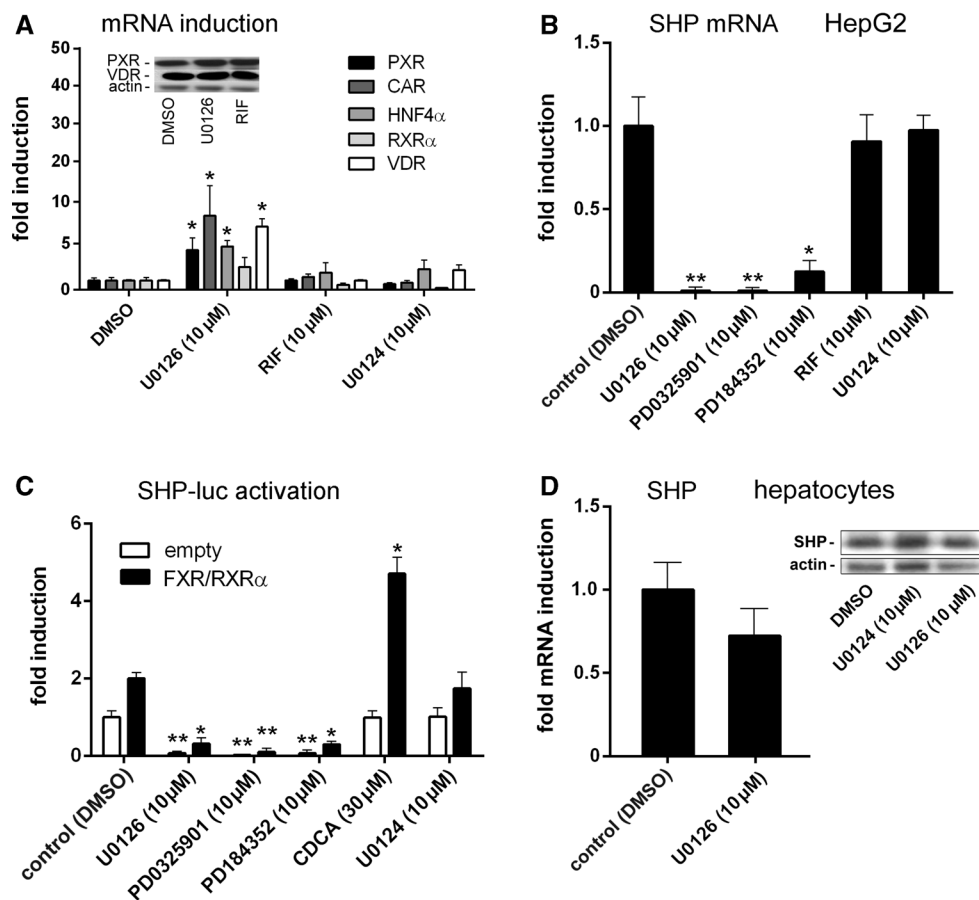 A mRNA induction
fold induction
50
40
30
20
10
5
0
PXR -
VDR -
actin -
DMSO
U0126
RIF
PXR
CAR
HNF4α
RXRα
VDR
*
*
*
*
DMSO
U0126 (10 µM)
RIF (10 µM)
U0124 (10 µM)
B SHP mRNA HepG2
fold induction
1.5
1.0
0.5
0
**
**
*
control (DMSO)
U0126 (10µM)
PD0325901 (10µM)
PD184352 (10µM)
RIF (10µM)
U0124 (10µM)
C SHP-luc activation
fold induction
6
4
2
0
empty
FXR/RXRα
**
*
**
**
**
*
*
control (DMSO)
U0126 (10µM)
PD0325901 (10µM)
PD184352 (10µM)
CDCA (30 µM)
U0124 (10µM)
D SHP hepatocytes
fold mRNA induction
1.5
1.0
0.5
0
control (DMSO)
U0126 (10µM)
SHP -
actin -
DMSO
U0124 (10µM)
U0126 (10 µM)